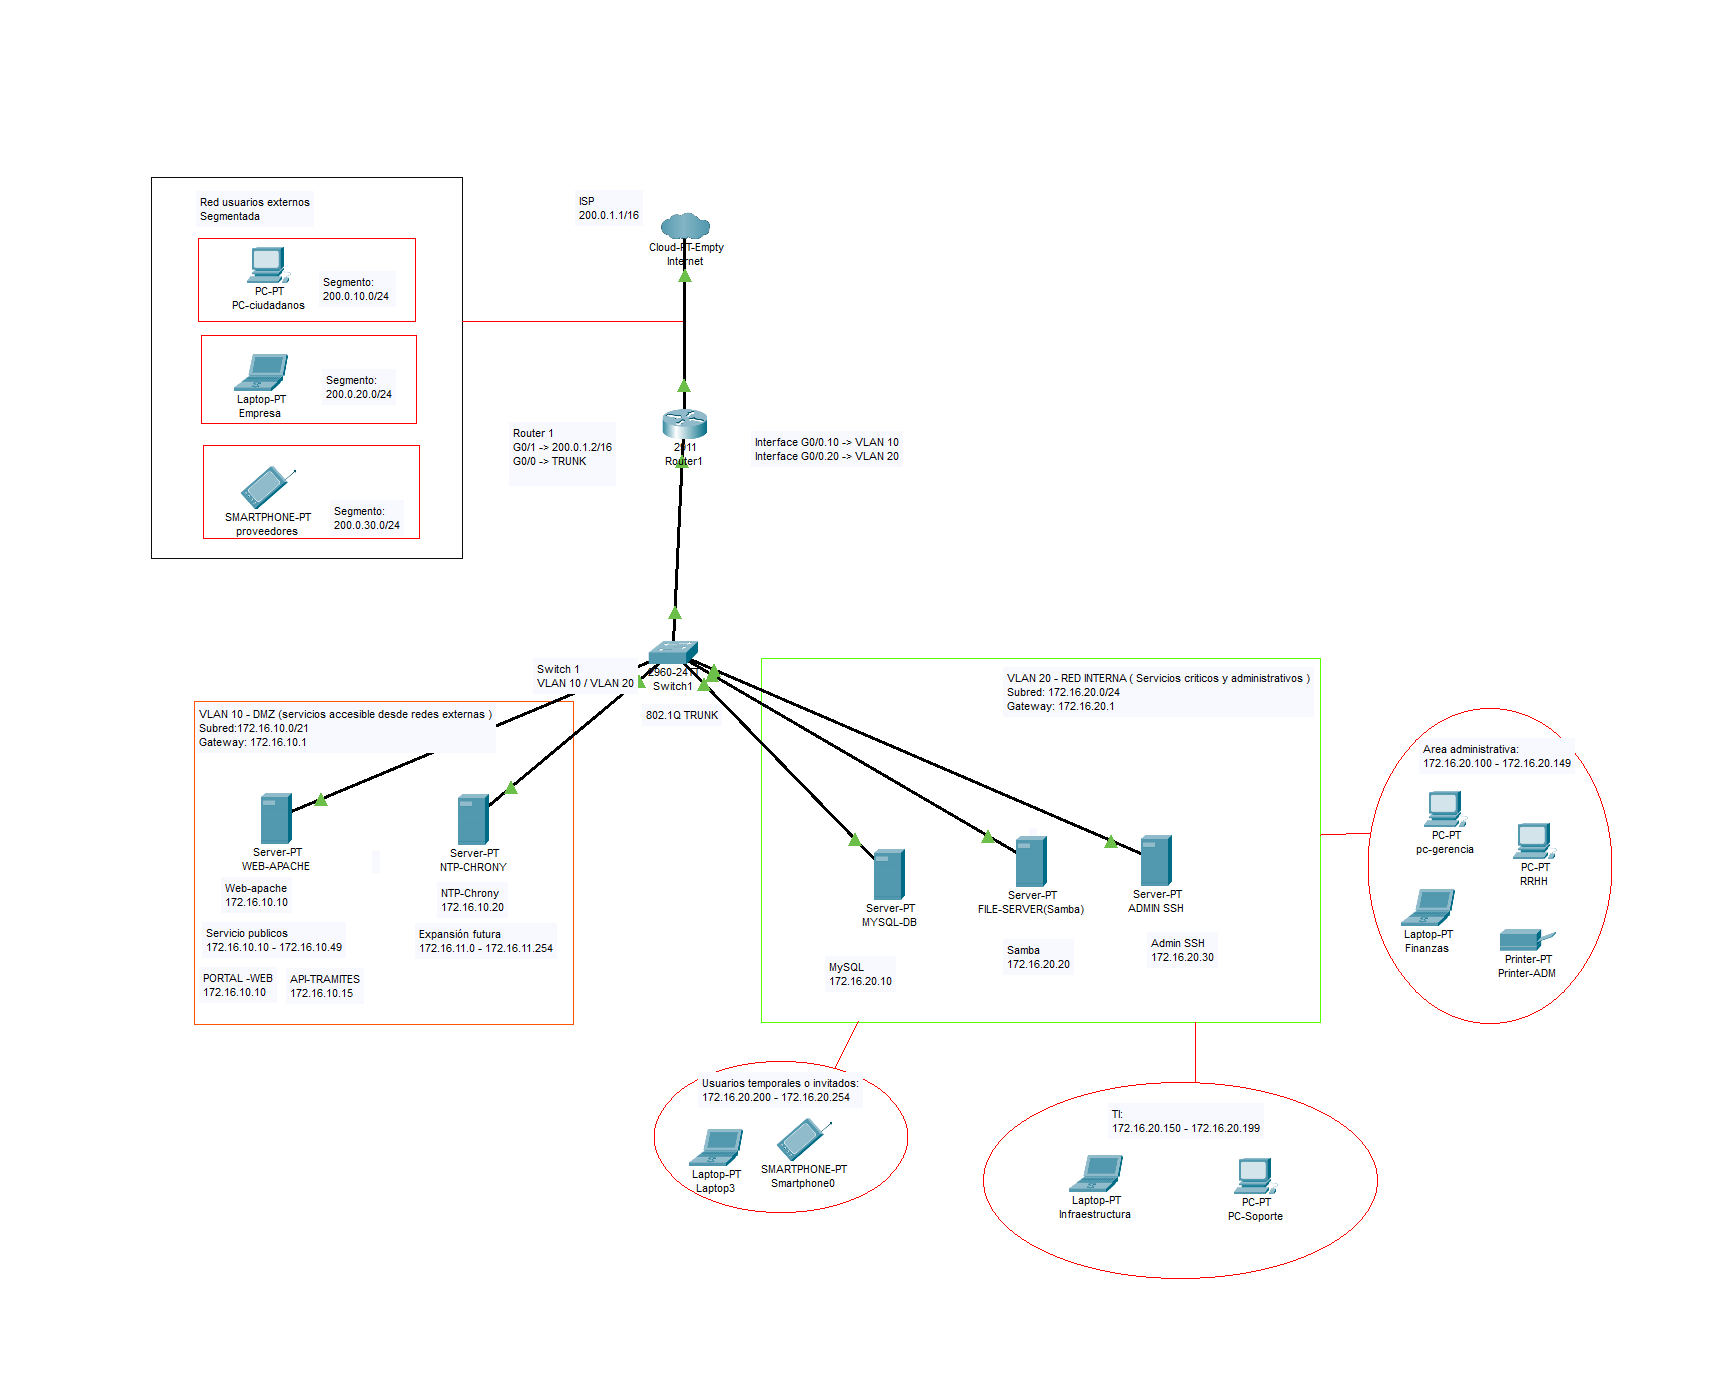 Red usuarios externos
Segmentada
PC-PT
PC-ciudadanos
Segmento:
200.0.10.0/24
Laptop-PT
Empresa
Segmento:
200.0.20.0/24
SMARTPHONE-PT
proveedores
Segmento:
200.0.30.0/24
ISP
200.0.1.1/16
Cloud-PT-Empty
Internet
Router 1
G0/1 -> 200.0.1.2/16
G0/0 -> TRUNK
2911
Router1
Interface G0/0.10 -> VLAN 10
Interface G0/0.20 -> VLAN 20
Switch 1
VLAN 10 / VLAN 20
Switch1
802.1Q TRUNK
VLAN 10 - DMZ (servicios accesible desde redes externas )
Subred:172.16.10.0/21
Gateway: 172.16.10.1
Server-PT
WEB-APACHE
Web-apache
172.16.10.10
Servicio publicos
172.16.10.10 - 172.16.10.49
PORTAL -WEB
172.16.10.10
API-TRAMITES
172.16.10.15
Server-PT
NTP-CHRONY
NTP-Chrony
172.16.10.20
Expansión futura
172.16.11.0 - 172.16.11.254
VLAN 20 - RED INTERNA ( Servicios criticos y administrativos )
Subred: 172.16.20.0/24
Gateway: 172.16.20.1
Server-PT
MYSQL-DB
MySQL
172.16.20.10
Server-PT
FILE-SERVER(Samba)
Samba
172.16.20.20
Server-PT
ADMIN SSH
Admin SSH
172.16.20.30
Area administrativa:
172.16.20.100 - 172.16.20.149
PC-PT
pc-gerencia
PC-PT
RRHH
Laptop-PT
Finanzas
Printer-PT
Printer-ADM
Usuarios temporales o invitados:
172.16.20.200 - 172.16.20.254
Laptop-PT
Laptop3
SMARTPHONE-PT
Smartphone0
TI:
172.16.20.150 - 172.16.20.199
Laptop-PT
Infraestructura
PC-PT
PC-Soporte